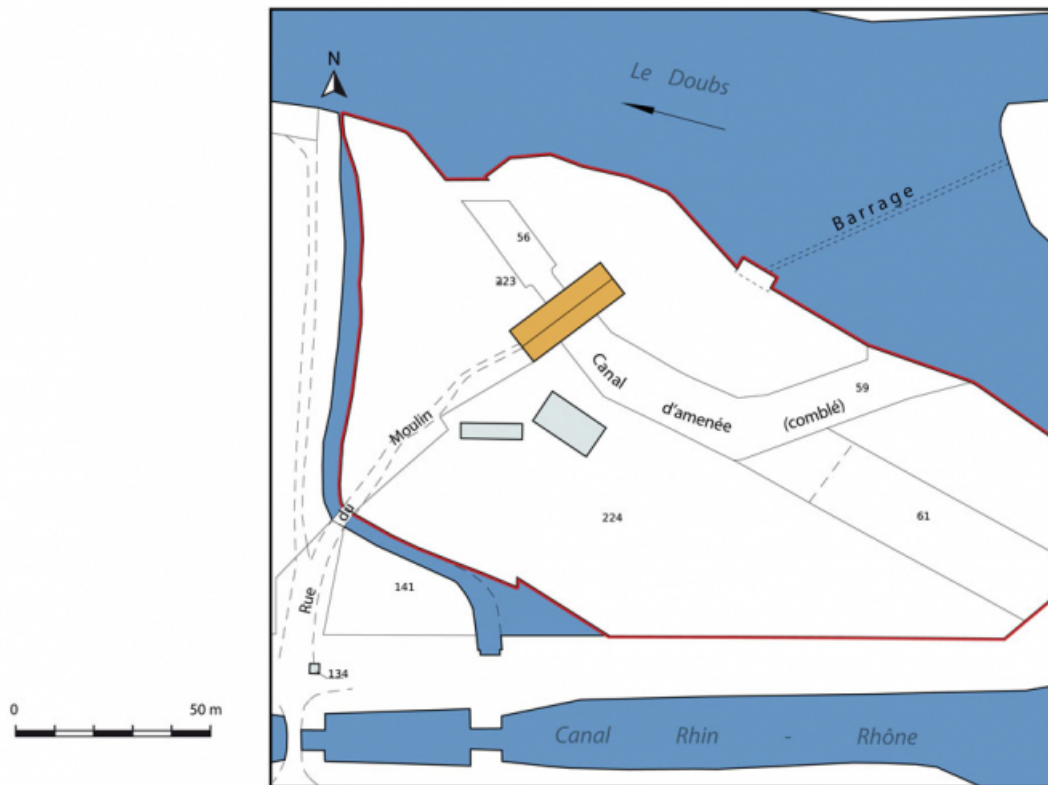 N
Le Doubs
Barrage
56
223
Canal
d'amenée
(comblé)
59
Moulin
du
Rue
224
61
141
134
0 50 m
Canal Rhin - Rhône